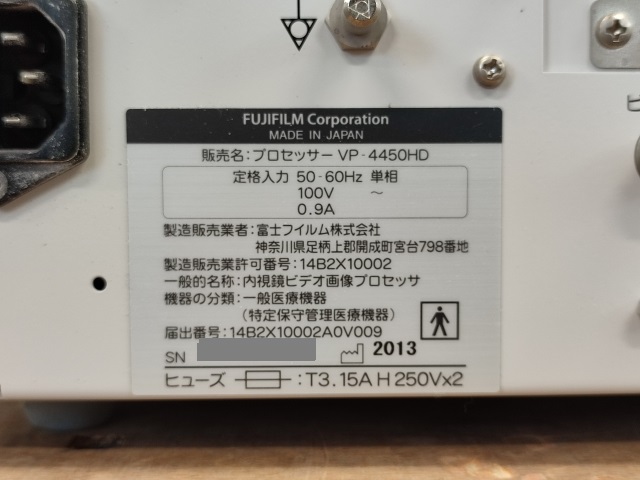 FUJIFILM Corporation
MADE IN JAPAN
販売名:プロセッサー VP-4450HD
定格入力 50-60Hz 単相
100V ~
0.9A
製造販売業者:富士フイルム株式会社
神奈川県足柄上郡開成町宮台798番地
製造販売業許可番号:14B2X10002
一般的名称:内視鏡ビデオ画像プロセッサ
機器の分類:一般医療機器
(特定保守管理医療機器)
届出番号:14B2X10002A0V009
SN
2013
ヒューズ :T3.15AH250Vx2